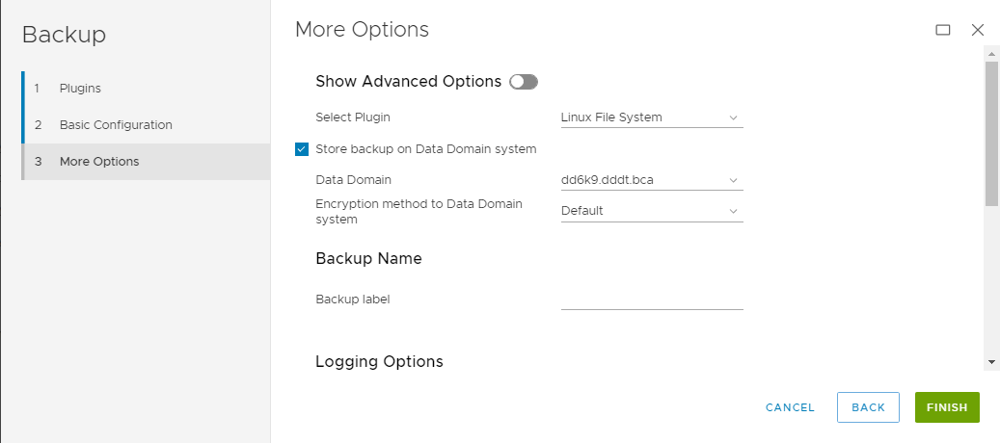 Backup
1 Plugins
2 Basic Configuration
3 More Options
More Options
Show Advanced Options
Select Plugin Linux File System
Store backup on Data Domain system
Data Domain dd6k9.dddt.bca
Encryption method to Data Domain
system
Default
Backup Name
Backup label
Logging Options
CANCEL BACK FINISH